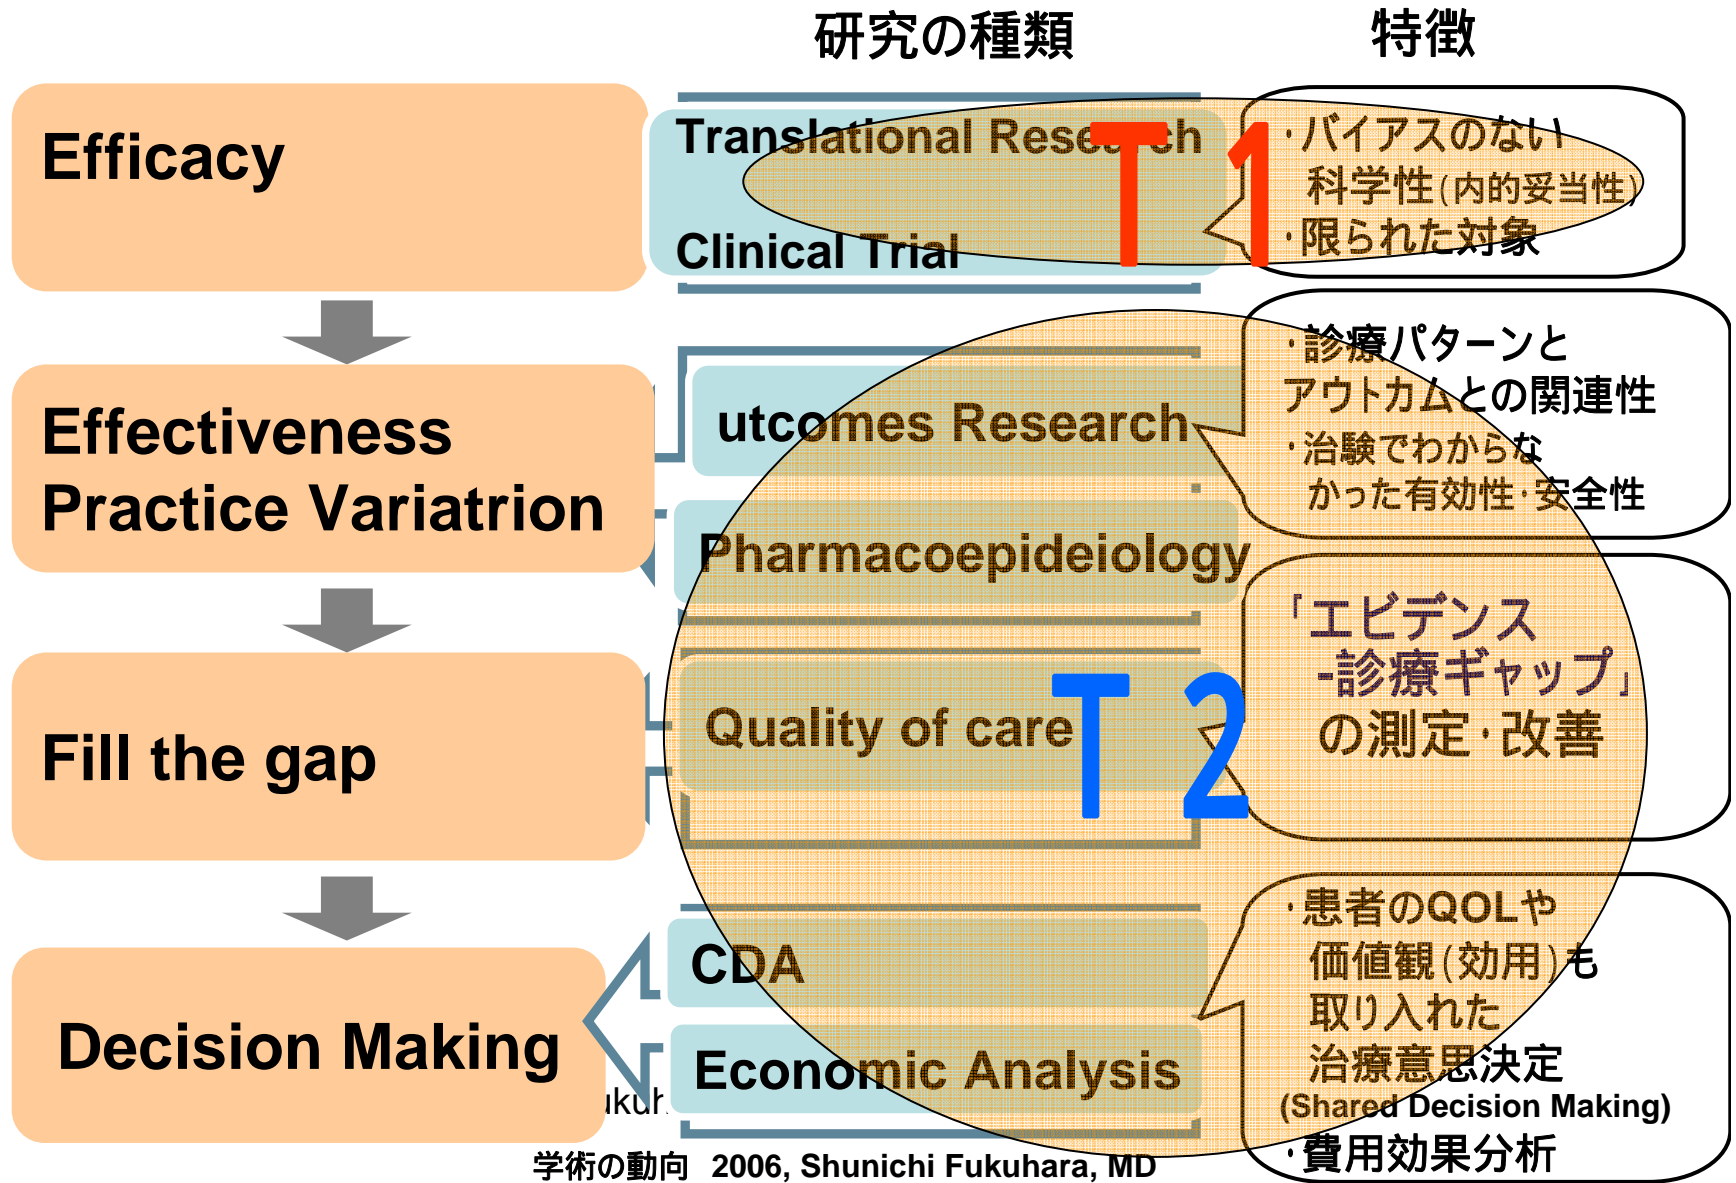 研究の種類
特徴
Efficacy
Translational Research
Clinical Trial
T1
・バイアスのない
科学性(内的妥当性)
・限られた対象
Effectiveness
Practice Variatrion
utcomes Research
Pharmacoepideiology
・診療パターンと
アウトカムとの関連性
・治験でわからな
かった有効性・安全性
Fill the gap
Quality of care
T2
「エビデンス
-診療ギャップ」
の測定・改善
Decision Making
CDA
Economic Analysis
・患者のQOLや
価値観(効用)も
取り入れた
治療意思決定
(Shared Decision Making)
・費用効果分析
学術の動向 2006, Shunichi Fukuhara, MD